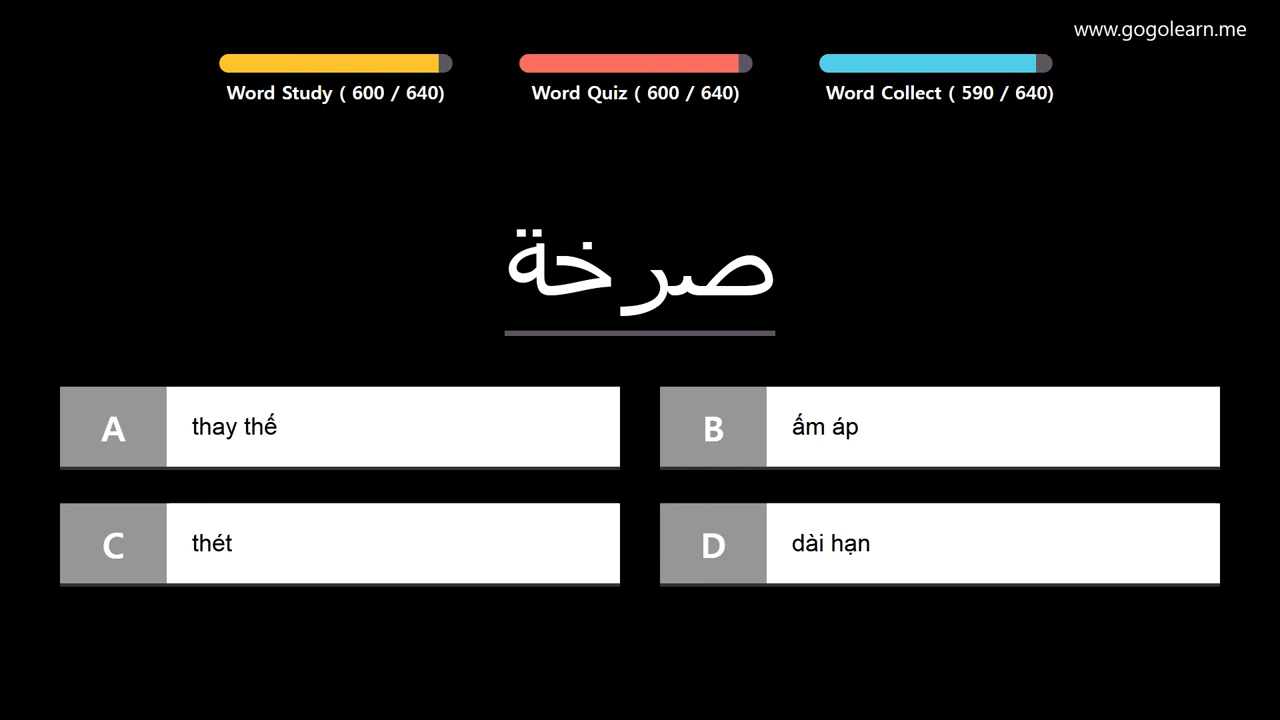 www.gogolearn.me
Word Study ( 600 / 640)
Word Quiz ( 600 / 640)
Word Collect ( 590 / 640)
صرخة
A thay thế
B ấm áp
C thét
D dài hạn